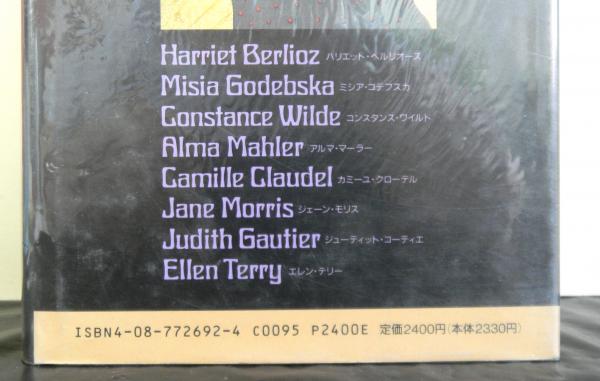 Harriet Berlioz ハリエット・ベルリオーズ
Misia Godebska ミシア・ゴデブスカ
Constance Wilde コンスタンス・ワイルド
Alma Mahler アルマ・マーラー
Camille Claudel カミーユ・クローデル
Jane Morris ジェーン・モリス
Judith Gautier ジューディット・ゴーティエ
Ellen Terry エレン・テリー
ISBN4-08-772692-4 C0095 P2400E 定価2400円(本体2330円)